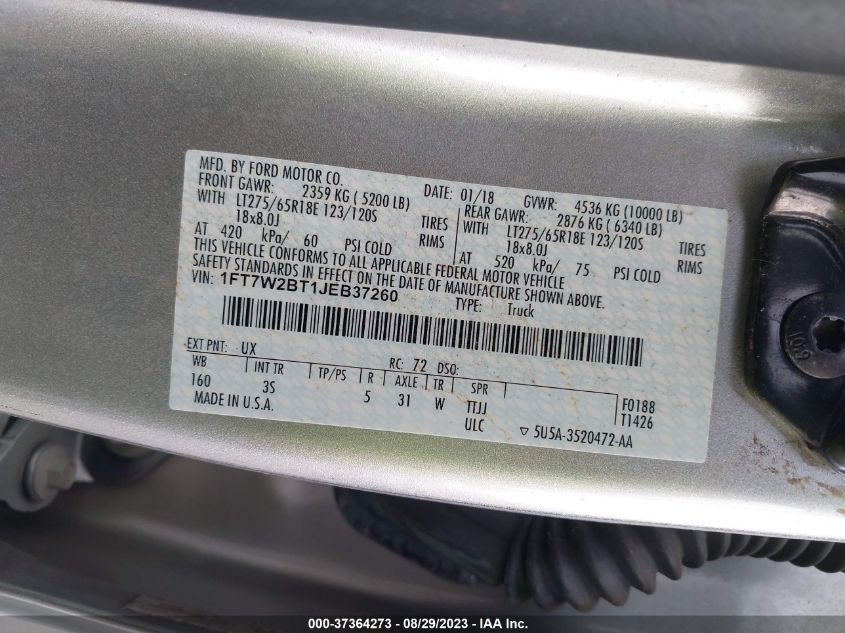 MFD. BY FORD MOTOR CO.
DATE: 01/18 GVWR: 4536 KG (10000 LB)
FRONT GAWR: 2359 KG ( 5200 LB) REAR GAWR: 2876 KG ( 6340 LB)
WITH LT275/65R18E 123/120S TIRES WITH LT275/65R18E 123/120S TIRES
18x8.0J RIMS 18x8.0J RIMS
AT 420 kPa/ 60 PSI COLD AT 520 kPa/ 75 PSI COLD
THIS VEHICLE CONFORMS TO ALL APPLICABLE FEDERAL MOTOR VEHICLE
SAFETY STANDARDS IN EFFECT ON THE DATE OF MANUFACTURE SHOWN ABOVE.
VIN: 1FT7W2BT1JEB37260 TYPE: Truck
EXT PNT: UX RC: 72 DSO:
WB INT TR TP/PS R AXLE TR SPR
160 3S 5 31 W TTJJ F0188
MADE IN U.S.A. ULC T1426
▽ 5U5A-3520472-AA
109
000-37364273 - 08/29/2023 - IAA Inc.